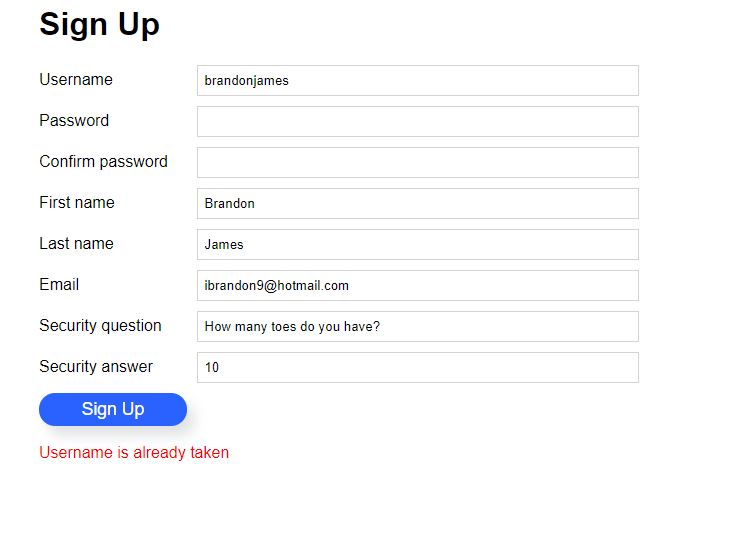 Sign Up
Username brandonjames
Password
Confirm password
First name Brandon
Last name James
Email ibrandon9@hotmail.com
Security question How many toes do you have?
Security answer 10
Sign Up
Username is already taken